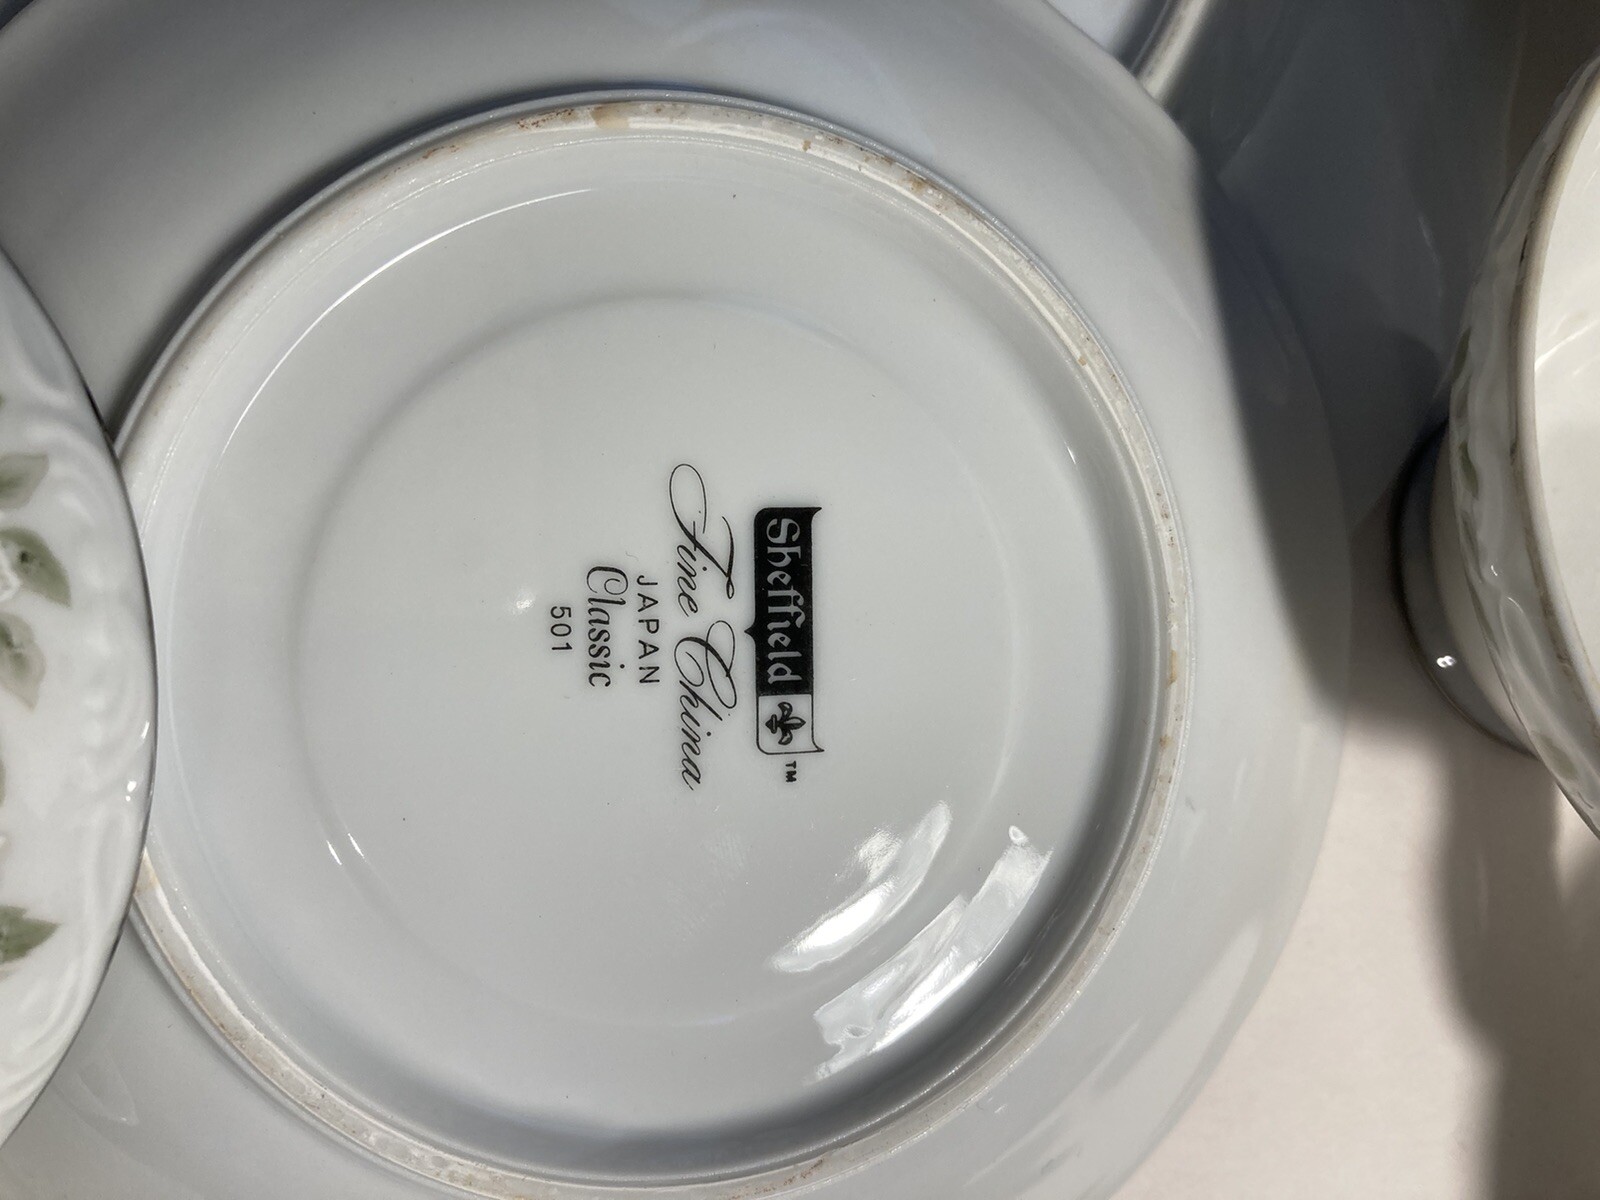 Sheffield ™
Fine China
JAPAN
Classic
501